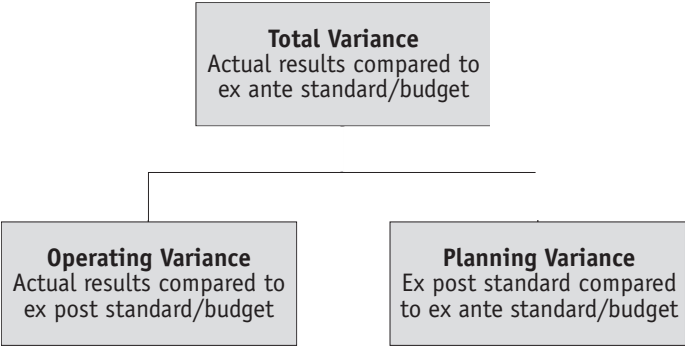 Total Variance
Actual results compared to
ex ante standard/budget
Operating Variance
Actual results compared to
ex post standard/budget
Planning Variance
Ex post standard compared
to ex ante standard/budget